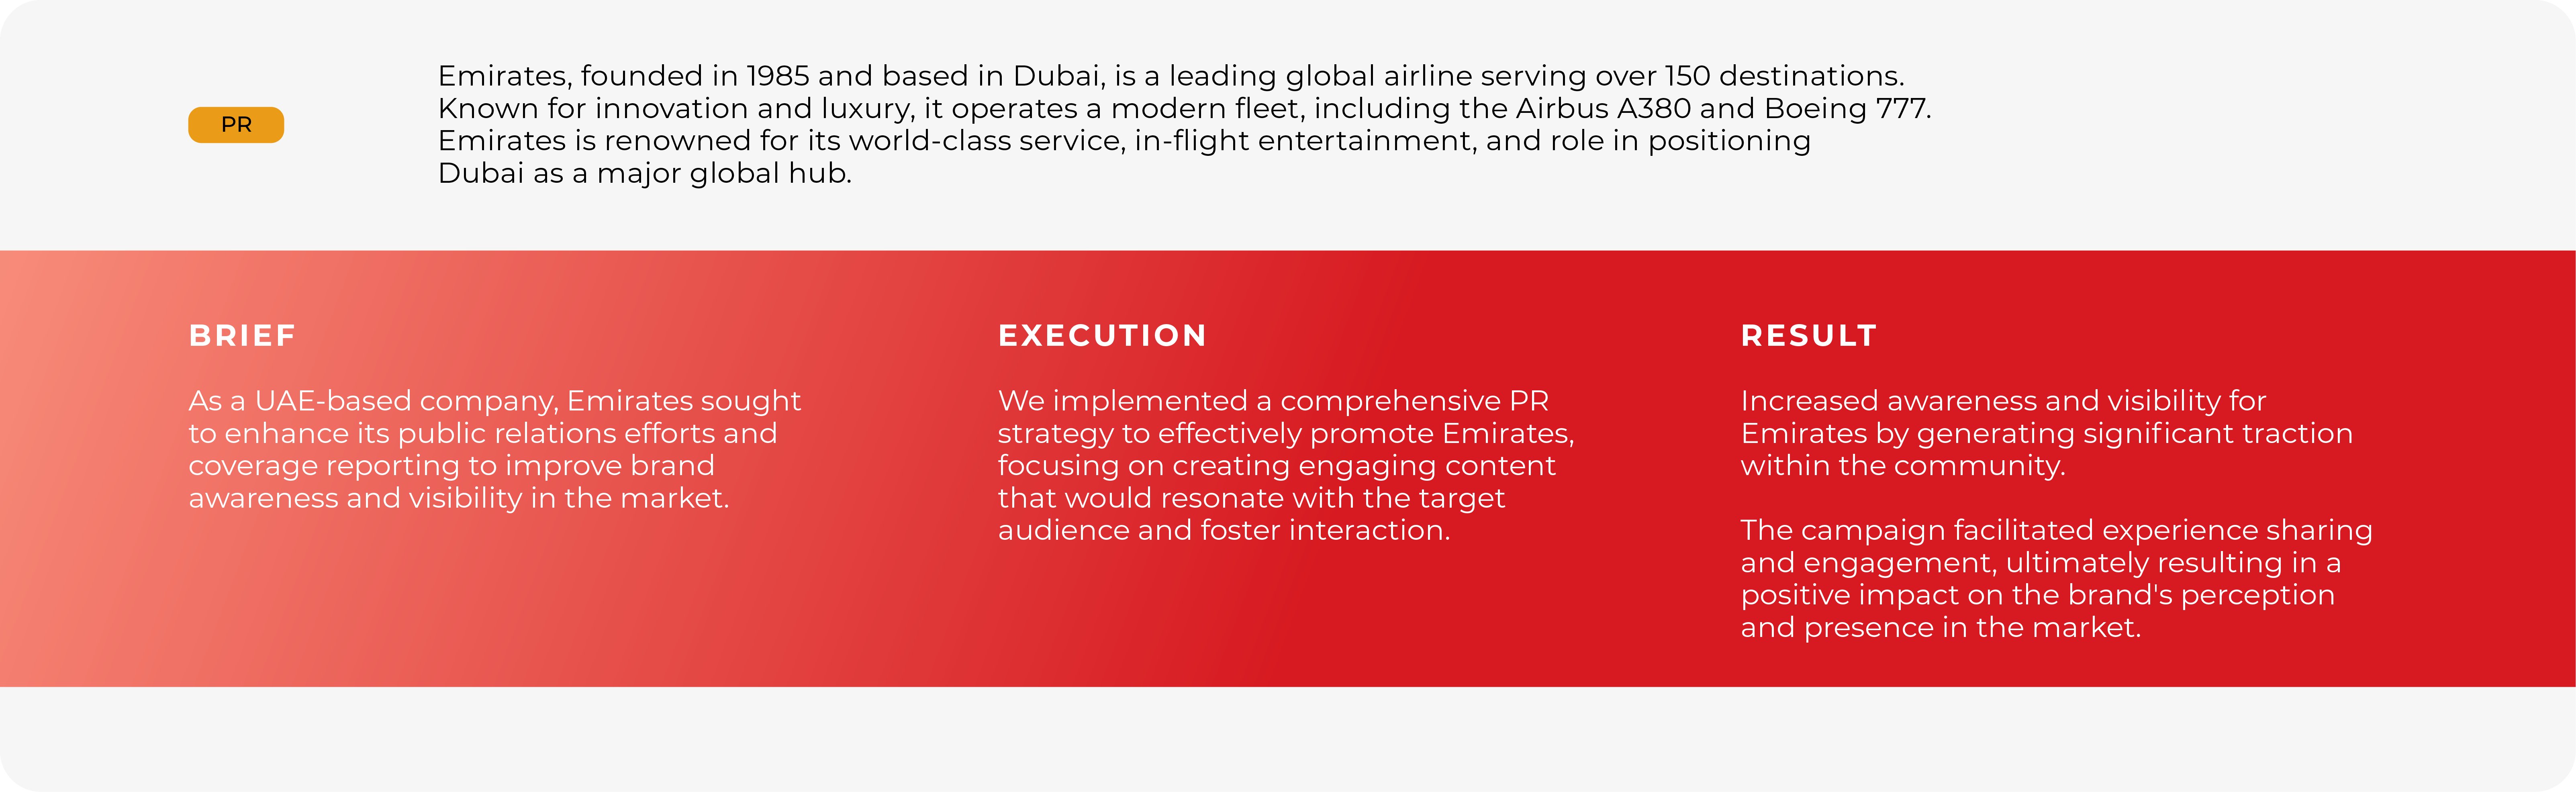 PR
Emirates, founded in 1985 and based in Dubai, is a leading global airline serving over 150 destinations.
Known for innovation and luxury, it operates a modern fleet, including the Airbus A380 and Boeing 777.
Emirates is renowned for its world-class service, in-flight entertainment, and role in positioning
Dubai as a major global hub.
BRIEF
As a UAE-based company, Emirates sought
to enhance its public relations efforts and
coverage reporting to improve brand
awareness and visibility in the market.
EXECUTION
We implemented a comprehensive PR
strategy to effectively promote Emirates,
focusing on creating engaging content
that would resonate with the target
audience and foster interaction.
RESULT
Increased awareness and visibility for
Emirates by generating significant traction
within the community.
The campaign facilitated experience sharing
and engagement, ultimately resulting in a
positive impact on the brand's perception
and presence in the market.